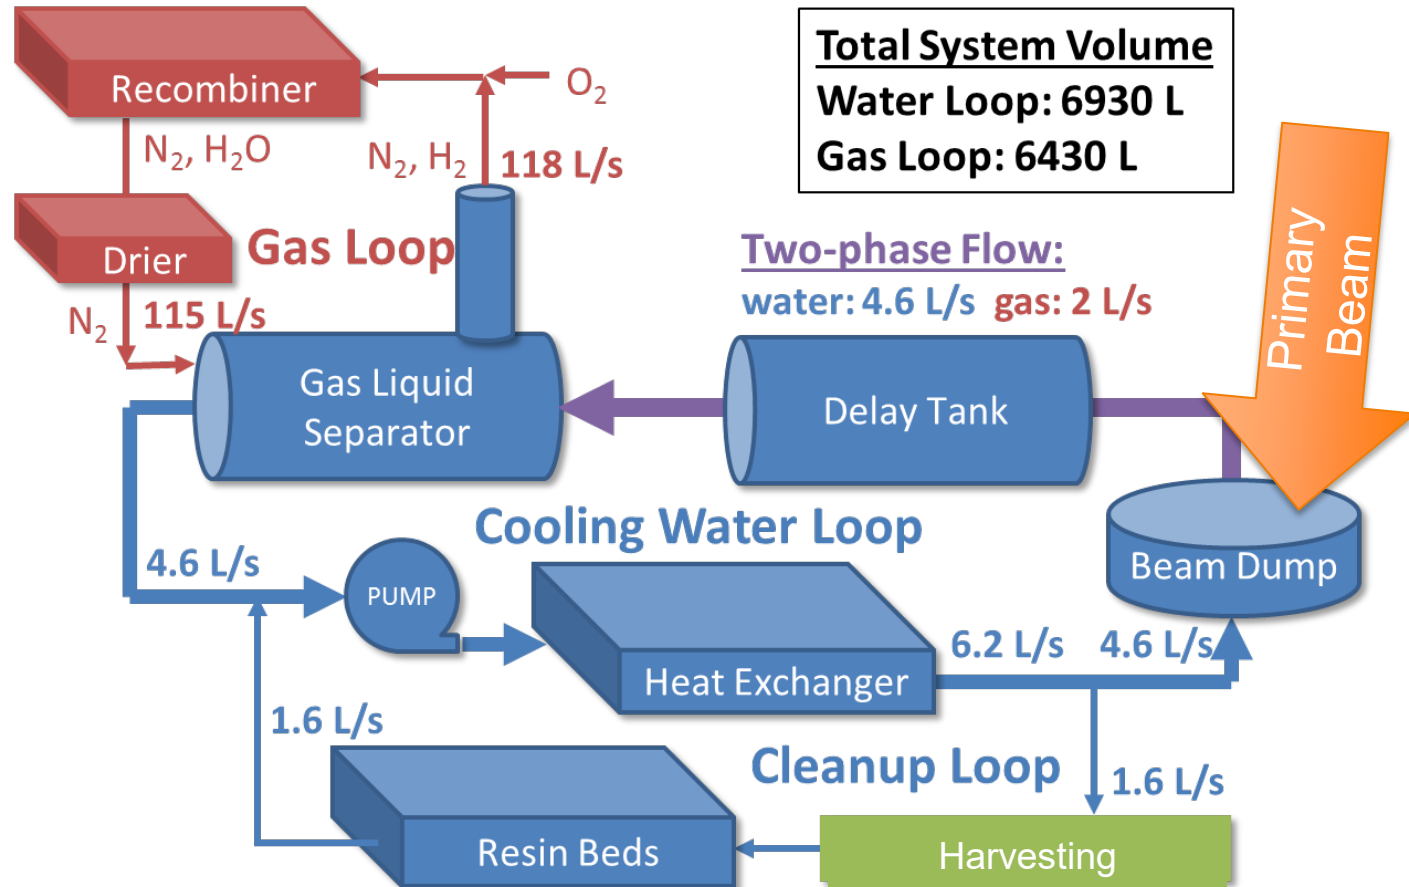 Total System Volume
Water Loop: 6930 L
Gas Loop: 6430 L
Recombiner
O₂
N₂, H₂O
N₂, H₂
118 L/s
Drier
Gas Loop
N₂
115 L/s
Two-phase Flow:
water: 4.6 L/s gas: 2 L/s
Primary
Beam
Gas Liquid
Separator
Delay Tank
Cooling Water Loop
Beam Dump
4.6 L/s
PUMP
Heat Exchanger
6.2 L/s
4.6 L/s
1.6 L/s
Cleanup Loop
1.6 L/s
Resin Beds
Harvesting